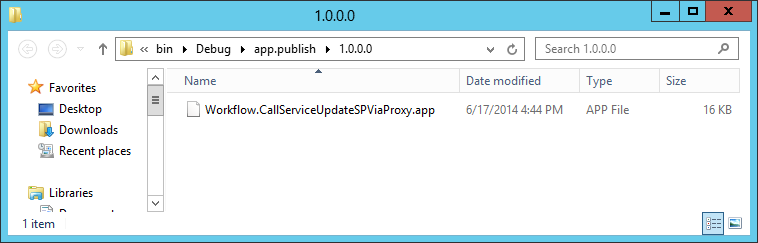 1.0.0.0
« bin Debug app.publish 1.0.0.0
Search 1.0.0.0
Favorites
Desktop
Downloads
Recent places
Libraries
Name Date modified Type Size
Workflow.CallServiceUpdateSPViaProxy.app 6/17/2014 4:44 PM APP File 16 KB
1 item